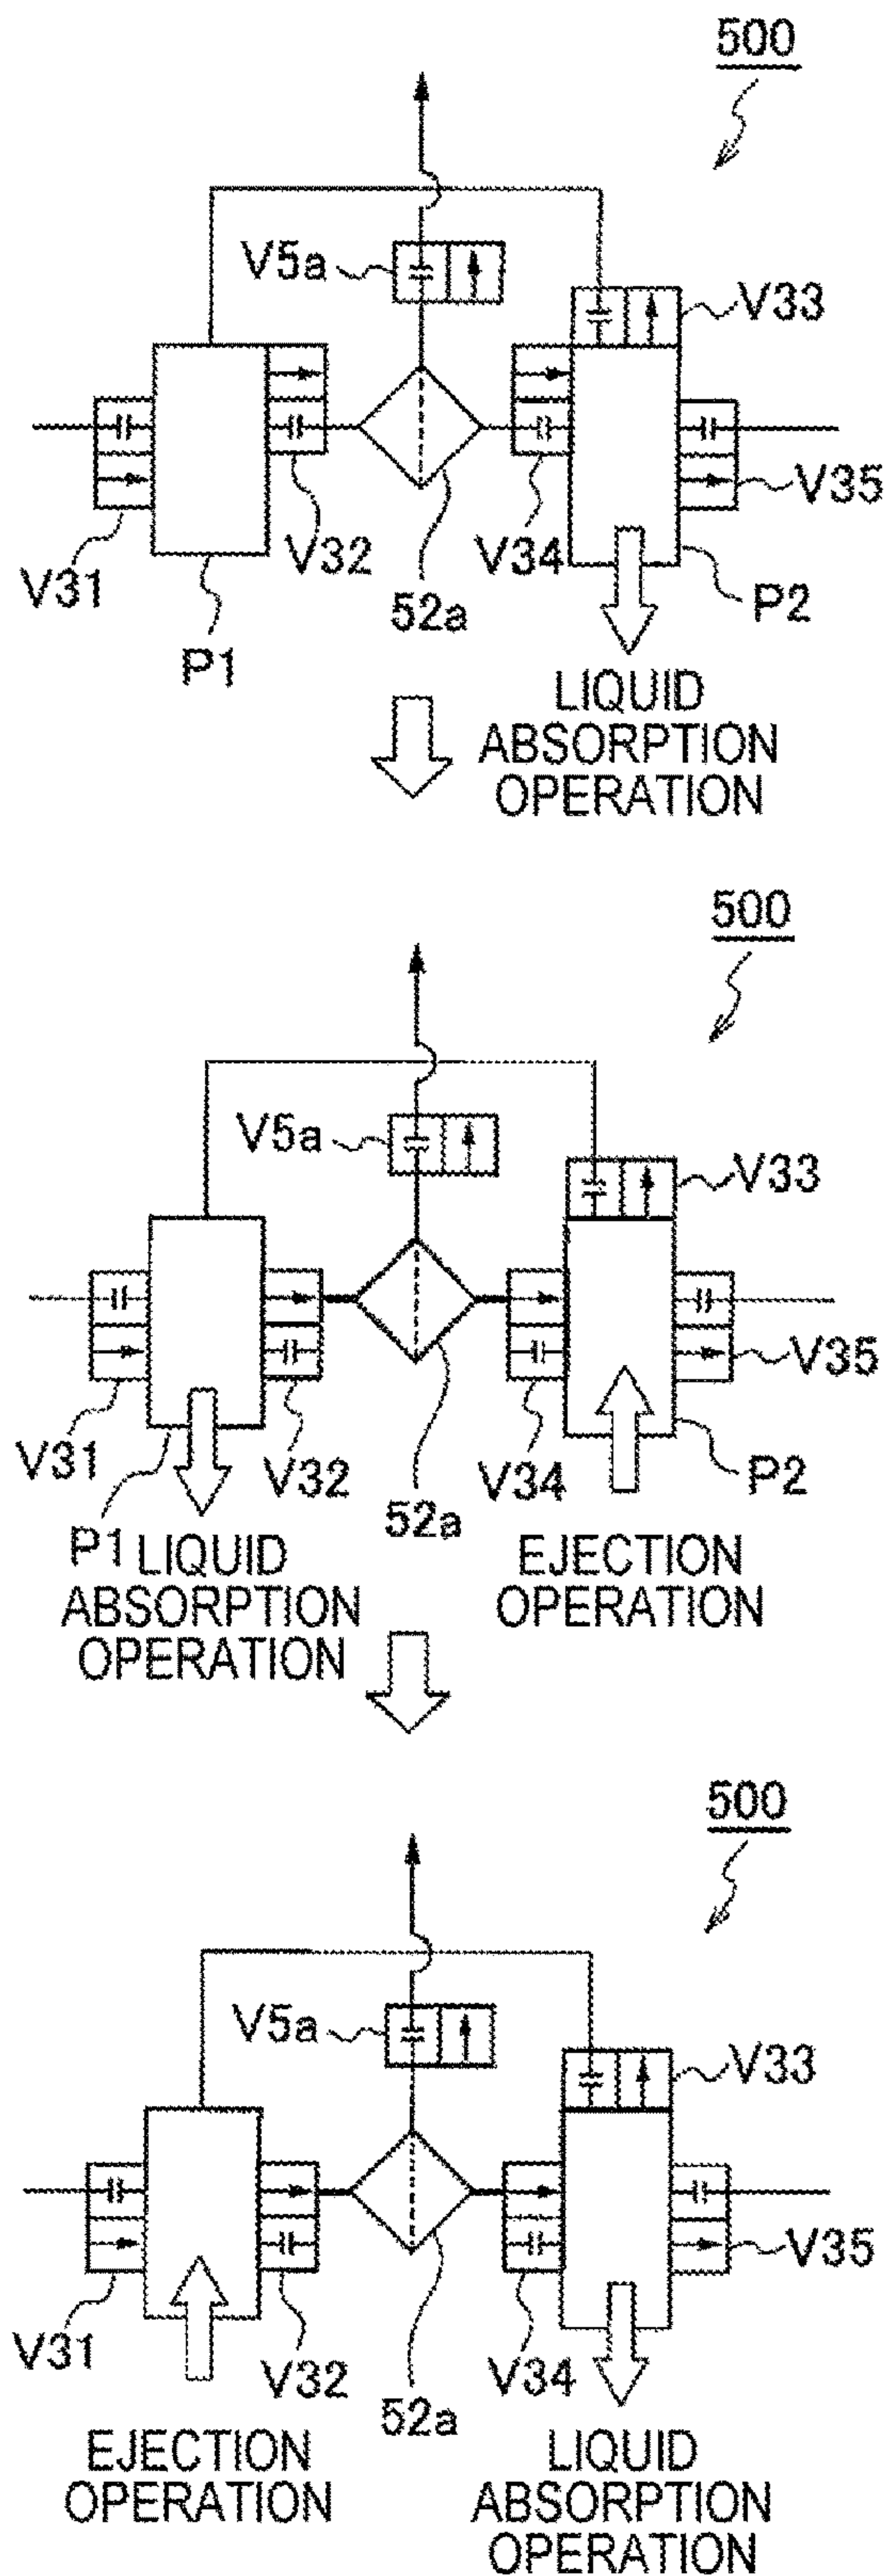 500
V5a
V33
V35
V31
V32
V34
52a
P2
P1
LIQUID
ABSORPTION
OPERATION
500
V5a
V33
V35
V31
V32
V34
P2
52a
P1 LIQUID
ABSORPTION
OPERATION
EJECTION
OPERATION
500
V5a
V33
V35
V31
V32
V34
52a
EJECTION
OPERATION
LIQUID
ABSORPTION
OPERATION